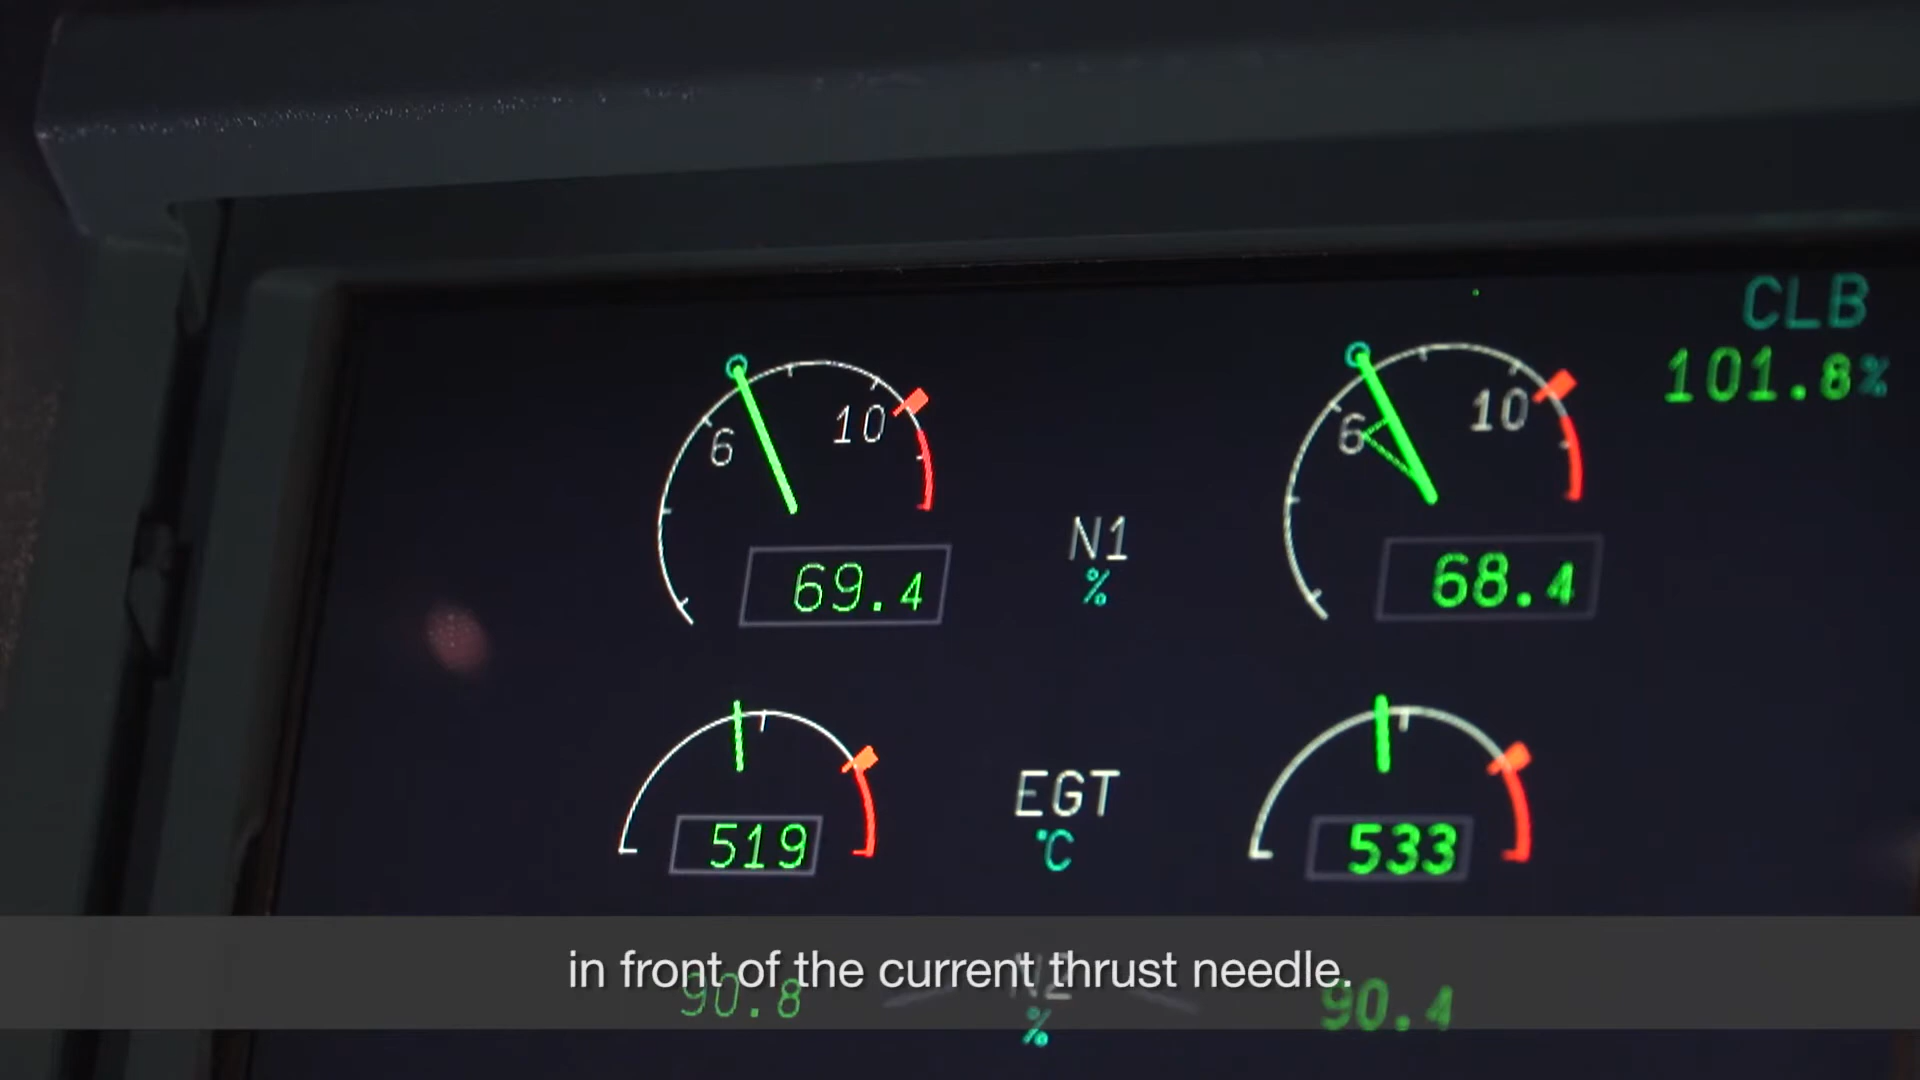 CLB
101.8%
6 10 6 10
N1
%
69.4 68.4
EGT
°C
519 533
in front of the current thrust needle.
90.8 N2 90.4
%